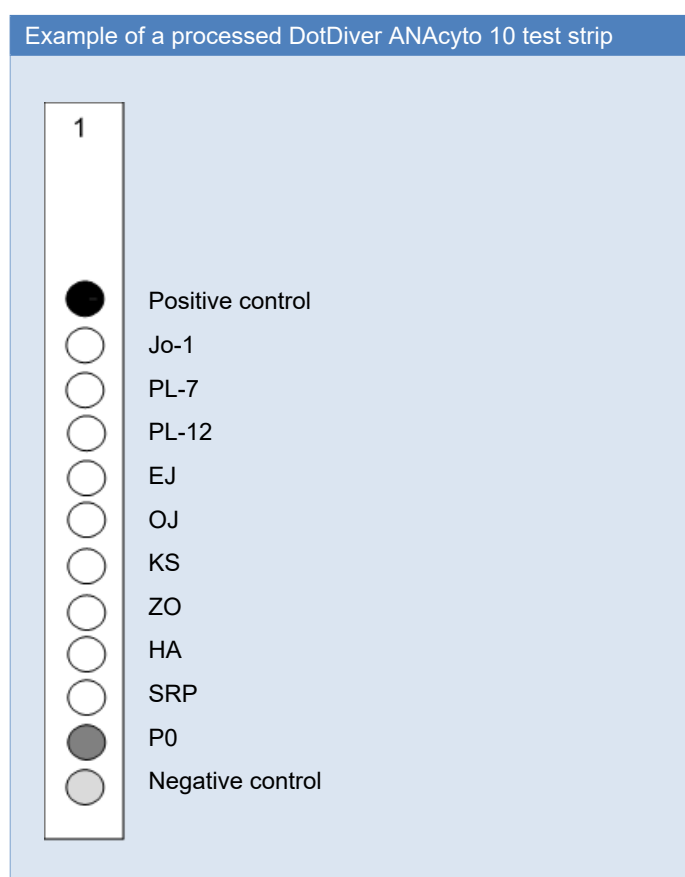 Example of a processed DotDiver ANAcyto 10 test strip
1
Positive control
Jo-1
PL-7
PL-12
EJ
OJ
KS
ZO
HA
SRP
P0
Negative control